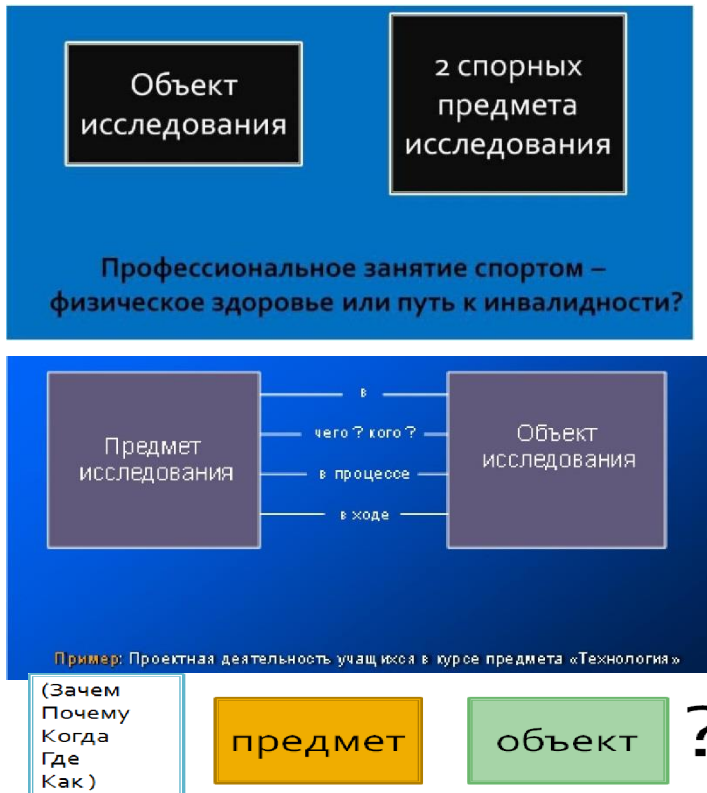 Объект
исследования
2 спорных
предмета
исследования
Профессиональное занятие спортом –
физическое здоровье или путь к инвалидности?
Предмет
исследования
в
чего? кого?
в процессе
в ходе
Объект
исследования
Пример: Проектная деятельность учащихся в курсе предмета «Технология»
(Зачем
Почему
Когда
Где
Как)
предмет
объект
?